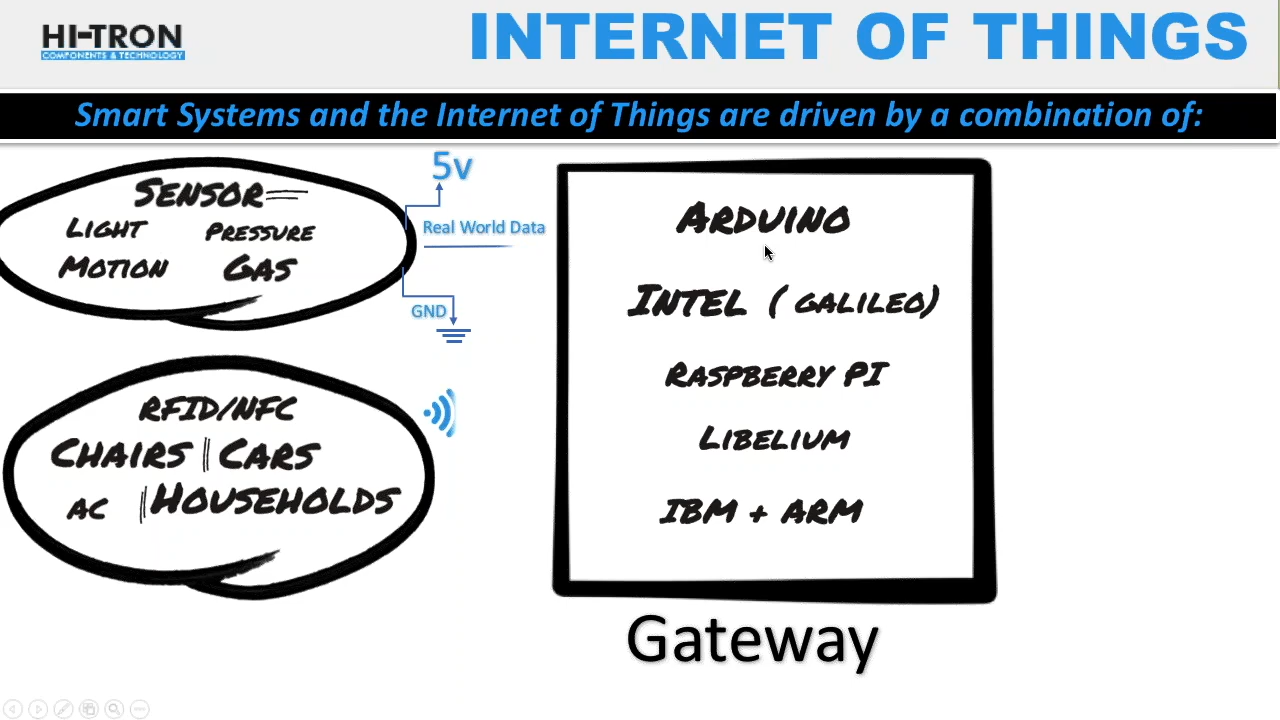 HI-TRON
COMPONENTS & TECHNOLOGY
INTERNET OF THINGS
Smart Systems and the Internet of Things are driven by a combination of:
SENSOR
LIGHT PRESSURE
MOTION GAS
5v
Real World Data
GND
RFID/NFC
CHAIRS || CARS
AC || HOUSEHOLDS
ARDUINO
INTEL ( GALILEO)
RASPBERRY PI
LIBELIUM
IBM + ARM
Gateway